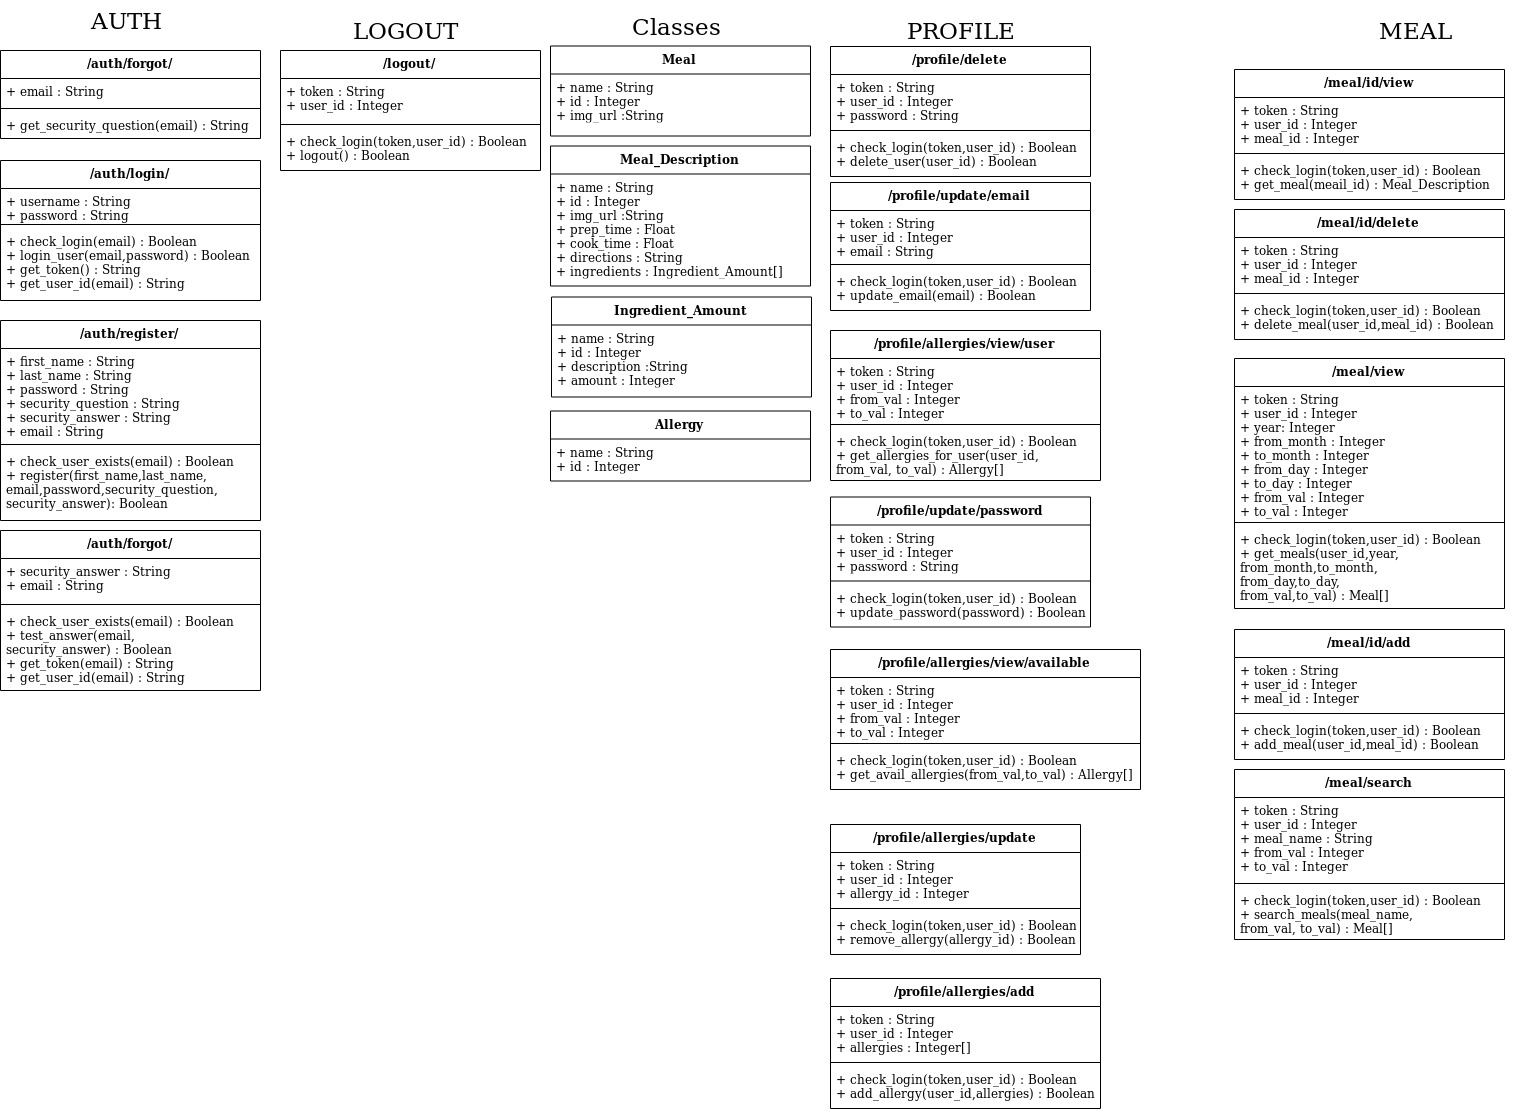 AUTH
/auth/forgot/
+ email : String
+ get_security_question(email) : String
/auth/login/
+ username : String
+ password : String
+ check_login(email) : Boolean
+ login_user(email,password) : Boolean
+ get_token() : String
+ get_user_id(email) : String
/auth/register/
+ first_name : String
+ last_name : String
+ password : String
+ security_question : String
+ security_answer : String
+ email : String
+ check_user_exists(email) : Boolean
+ register(first_name,last_name,
email,password,security_question,
security_answer): Boolean
/auth/forgot/
+ security_answer : String
+ email : String
+ check_user_exists(email) : Boolean
+ test_answer(email,
security_answer) : Boolean
+ get_token(email) : String
+ get_user_id(email) : String
LOGOUT
/logout/
+ token : String
+ user_id : Integer
+ check_login(token,user_id) : Boolean
+ logout() : Boolean
Classes
Meal
+ name : String
+ id : Integer
+ img_url :String
Meal_Description
+ name : String
+ id : Integer
+ img_url :String
+ prep_time : Float
+ cook_time : Float
+ directions : String
+ ingredients : Ingredient_Amount[]
Ingredient_Amount
+ name : String
+ id : Integer
+ description :String
+ amount : Integer
Allergy
+ name : String
+ id : Integer
PROFILE
/profile/delete
+ token : String
+ user_id : Integer
+ password : String
+ check_login(token,user_id) : Boolean
+ delete_user(user_id) : Boolean
/profile/update/email
+ token : String
+ user_id : Integer
+ email : String
+ check_login(token,user_id) : Boolean
+ update_email(email) : Boolean
/profile/allergies/view/user
+ token : String
+ user_id : Integer
+ from_val : Integer
+ to_val : Integer
+ check_login(token,user_id) : Boolean
+ get_allergies_for_user(user_id,
from_val, to_val) : Allergy[]
/profile/update/password
+ token : String
+ user_id : Integer
+ password : String
+ check_login(token,user_id) : Boolean
+ update_password(password) : Boolean
/profile/allergies/view/available
+ token : String
+ user_id : Integer
+ from_val : Integer
+ to_val : Integer
+ check_login(token,user_id) : Boolean
+ get_avail_allergies(from_val,to_val) : Allergy[]
/profile/allergies/update
+ token : String
+ user_id : Integer
+ allergy_id : Integer
+ check_login(token,user_id) : Boolean
+ remove_allergy(allergy_id) : Boolean
/profile/allergies/add
+ token : String
+ user_id : Integer
+ allergies : Integer[]
+ check_login(token,user_id) : Boolean
+ add_allergy(user_id,allergies) : Boolean
MEAL
/meal/id/view
+ token : String
+ user_id : Integer
+ meal_id : Integer
+ check_login(token,user_id) : Boolean
+ get_meal(meail_id) : Meal_Description
/meal/id/delete
+ token : String
+ user_id : Integer
+ meal_id : Integer
+ check_login(token,user_id) : Boolean
+ delete_meal(user_id,meal_id) : Boolean
/meal/view
+ token : String
+ user_id : Integer
+ year: Integer
+ from_month : Integer
+ to_month : Integer
+ from_day : Integer
+ to_day : Integer
+ from_val : Integer
+ to_val : Integer
+ check_login(token,user_id) : Boolean
+ get_meals(user_id,year,
from_month,to_month,
from_day,to_day,
from_val,to_val) : Meal[]
/meal/id/add
+ token : String
+ user_id : Integer
+ meal_id : Integer
+ check_login(token,user_id) : Boolean
+ add_meal(user_id,meal_id) : Boolean
/meal/search
+ token : String
+ user_id : Integer
+ meal_name : String
+ from_val : Integer
+ to_val : Integer
+ check_login(token,user_id) : Boolean
+ search_meals(meal_name,
from_val, to_val) : Meal[]